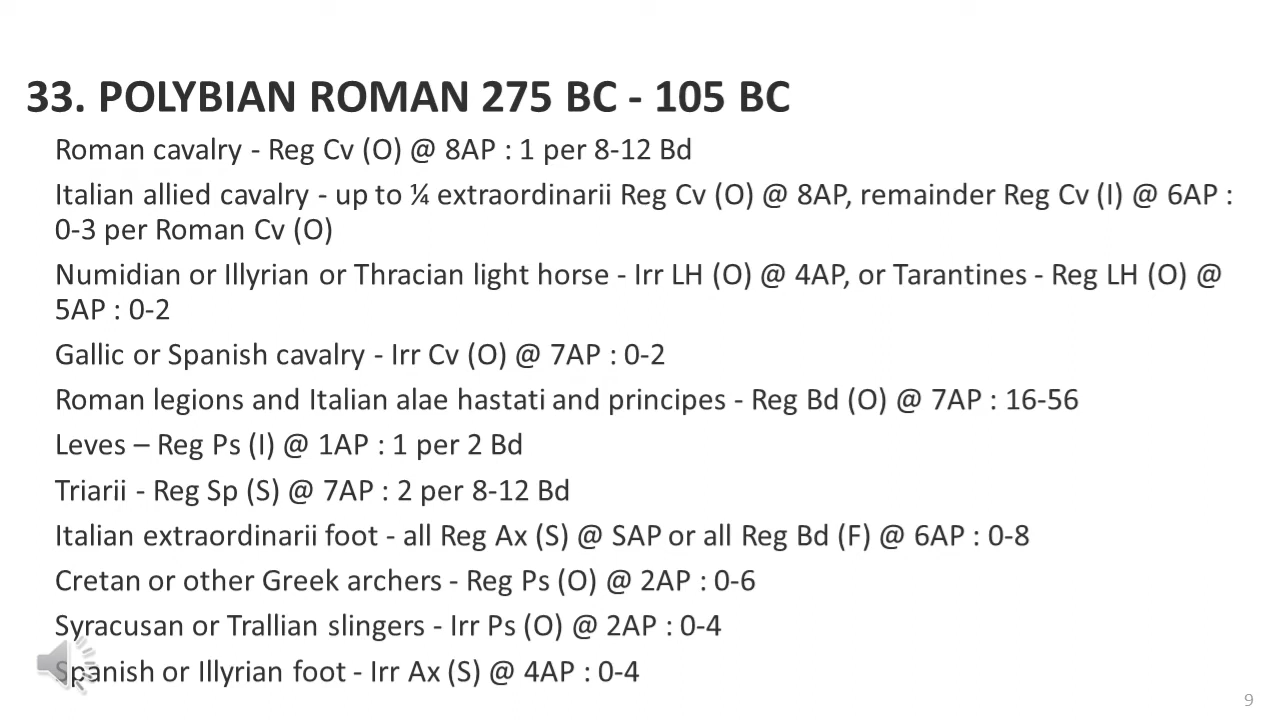 33. POLYBIAN ROMAN 275 BC - 105 BC
Roman cavalry - Reg Cv (O) @ 8AP : 1 per 8-12 Bd
Italian allied cavalry - up to ¼ extraordinarii Reg Cv (O) @ 8AP, remainder Reg Cv (I) @ 6AP :
0-3 per Roman Cv (O)
Numidian or Illyrian or Thracian light horse - Irr LH (O) @ 4AP, or Tarantines - Reg LH (O) @
5AP : 0-2
Gallic or Spanish cavalry - Irr Cv (O) @ 7AP : 0-2
Roman legions and Italian alae hastati and principes - Reg Bd (O) @ 7AP : 16-56
Leves – Reg Ps (I) @ 1AP : 1 per 2 Bd
Triarii - Reg Sp (S) @ 7AP : 2 per 8-12 Bd
Italian extraordinarii foot - all Reg Ax (S) @ SAP or all Reg Bd (F) @ 6AP : 0-8
Cretan or other Greek archers - Reg Ps (O) @ 2AP : 0-6
Syracusan or Trallian slingers - Irr Ps (O) @ 2AP : 0-4
Spanish or Illyrian foot - Irr Ax (S) @ 4AP : 0-4
9